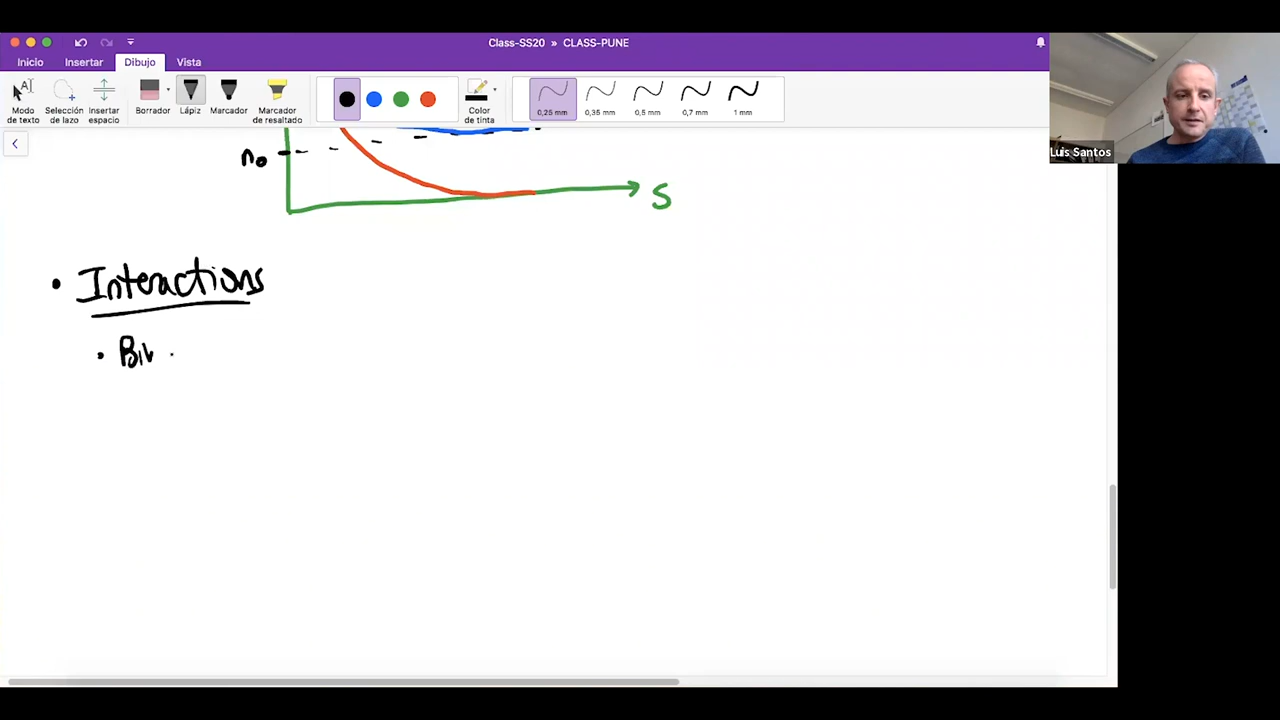 Class-SS20 » CLASS-PUNE
Inicio Insertar Dibujo Vista
Modo de texto
Selección de lazo
Insertar espacio
Borrador
Lápiz
Marcador
Marcador de resaltado
Color de tinta
0,25 mm
0,35 mm
0,5 mm
0,7 mm
1 mm
Luis Santos
n₀
S
• Interactions